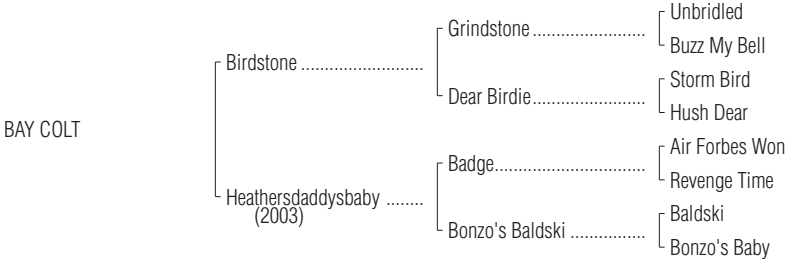 Unbridled
Grindstone........................
Buzz My Bell
Birdstone ..........................
Storm Bird
Dear Birdie........................
Hush Dear
BAY COLT
Air Forbes Won
Badge................................
Revenge Time
Heathersdaddysbaby ........
(2003)
Baldski
Bonzo's Baldski ................
Bonzo's Baby